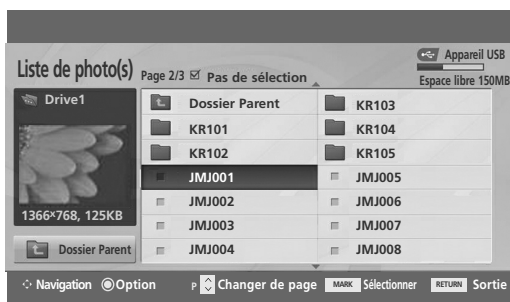 Liste de photo(s) Page 2/3 Pas de sélection
Appareil USB
Espace libre 150MB
Drive1
1366×768, 125KB
Dossier Parent
Dossier Parent KR103
KR101 KR104
KR102 KR105
JMJ001 JMJ005
JMJ002 JMJ006
JMJ003 JMJ007
JMJ004 JMJ008
Navigation Option P Changer de page MARK Sélectionner RETURN Sortie